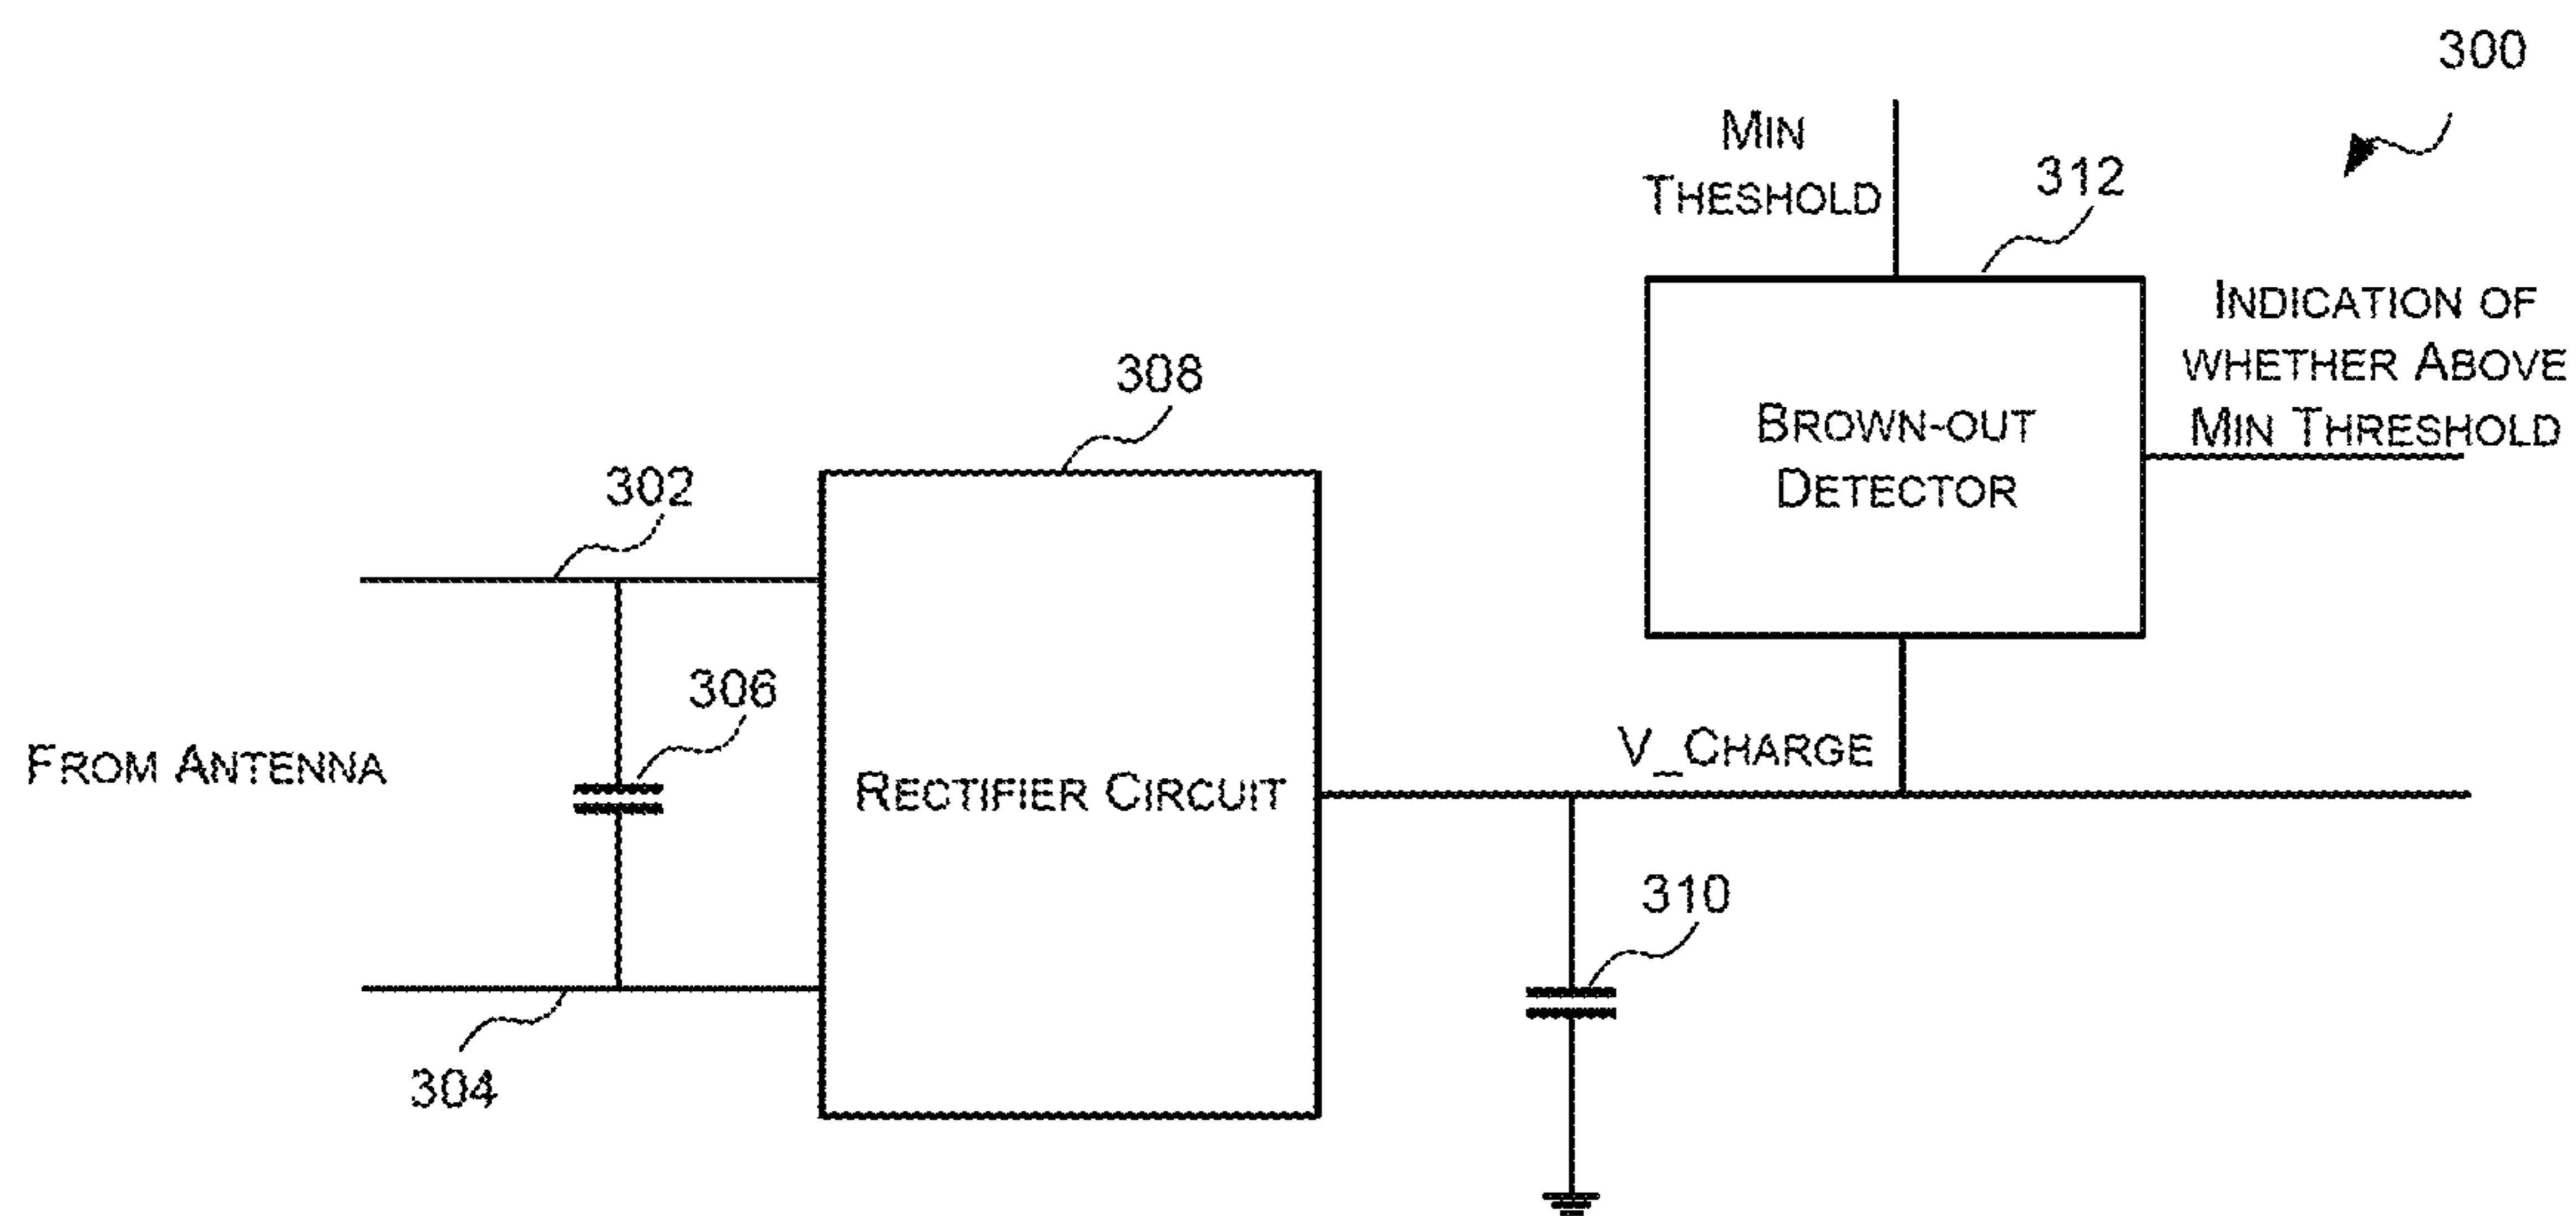 300
MIN
THESHOLD
312
INDICATION OF
WHETHER ABOVE
MIN THRESHOLD
BROWN-OUT
DETECTOR
308
302
306
FROM ANTENNA
RECTIFIER CIRCUIT
V_CHARGE
310
304